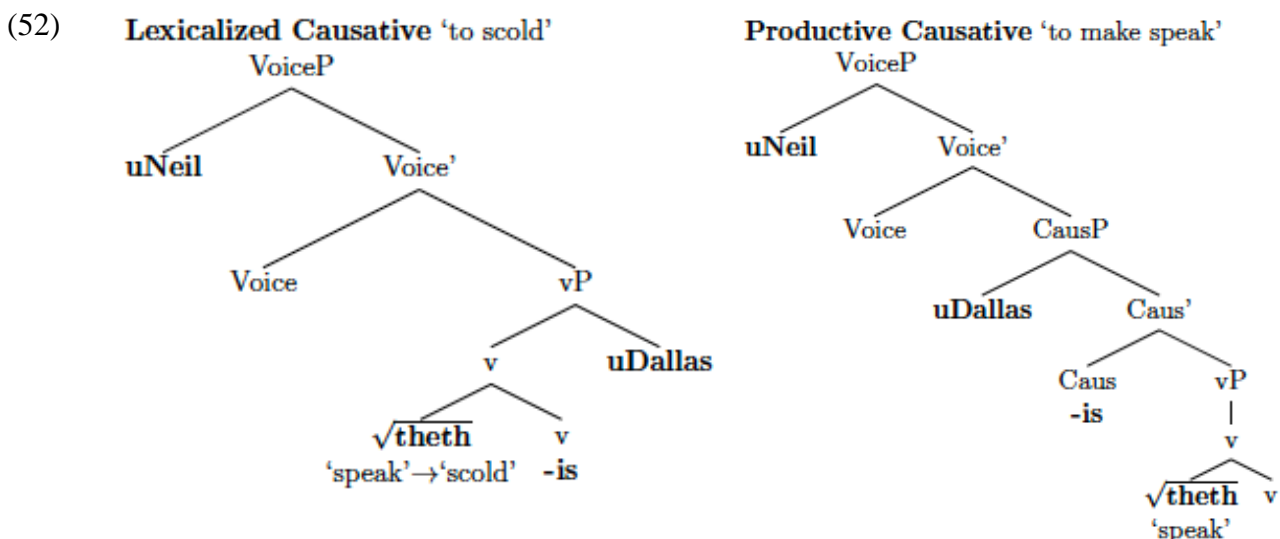 (52)
Lexicalized Causative ‘to scold’
VoiceP
uNeil
Voice’
Voice
vP
v
uDallas
√theth
v
‘speak’→‘scold’
-is
Productive Causative ‘to make speak’
VoiceP
uNeil
Voice’
Voice
CausP
uDallas
Caus’
Caus
vP
-is
v
√theth
v
‘speak’